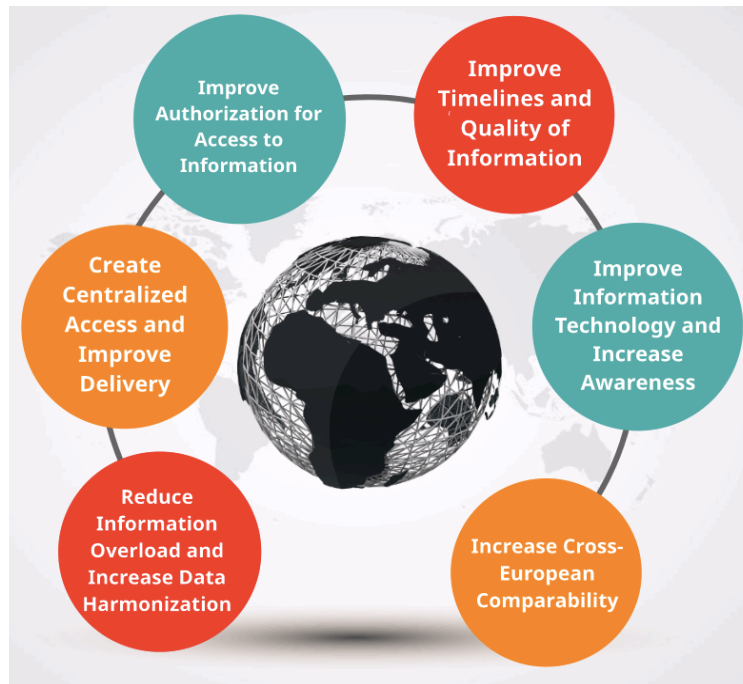 Improve
Authorization for
Access to
Information
Improve
Timelines and
Quality of
Information
Create
Centralized
Access and
Improve
Delivery
Improve
Information
Technology and
Increase
Awareness
Reduce
Information
Overload and
Increase Data
Harmonization
Increase Cross-
European
Comparability